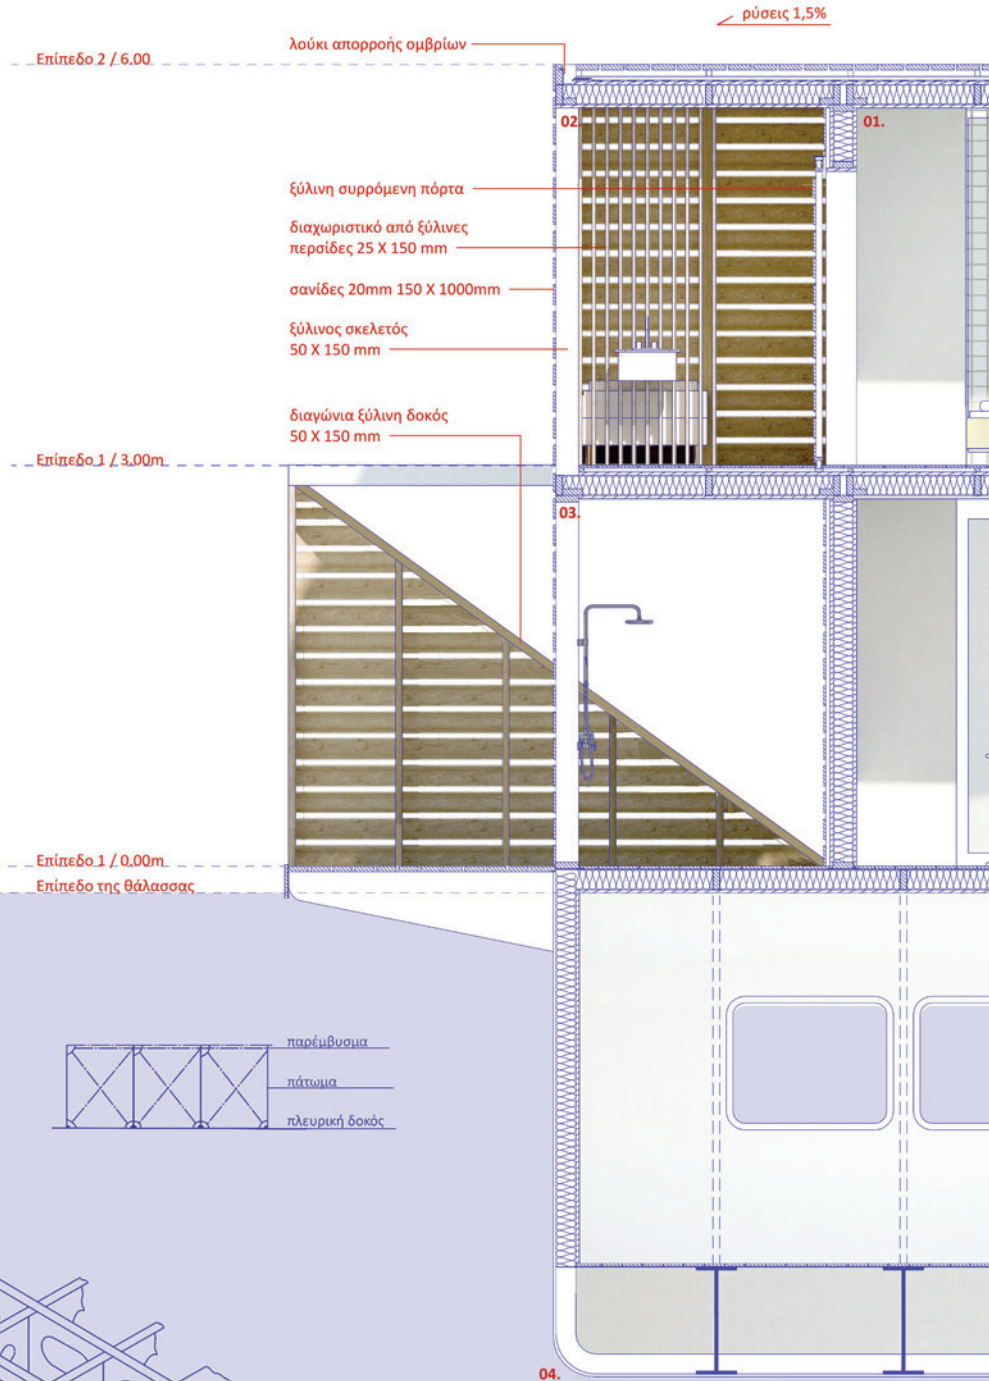 ρύσεις 1,5%
λούκι απορροής ομβρίων
Επίπεδο 2 / 6.00
02.
01.
ξύλινη συρρόμενη πόρτα
διαχωριστικό από ξύλινες
περσίδες 25 X 150 mm
σανίδες 20mm 150 X 1000mm
ξύλινος σκελετός
50 X 150 mm
διαγώνια ξύλινη δοκός
50 X 150 mm
Επίπεδο 1 / 3,00m
03.
Επίπεδο 1 / 0,00m
Επίπεδο της θάλασσας
παρέμβυσμα
πάτωμα
πλευρική δοκός
04.